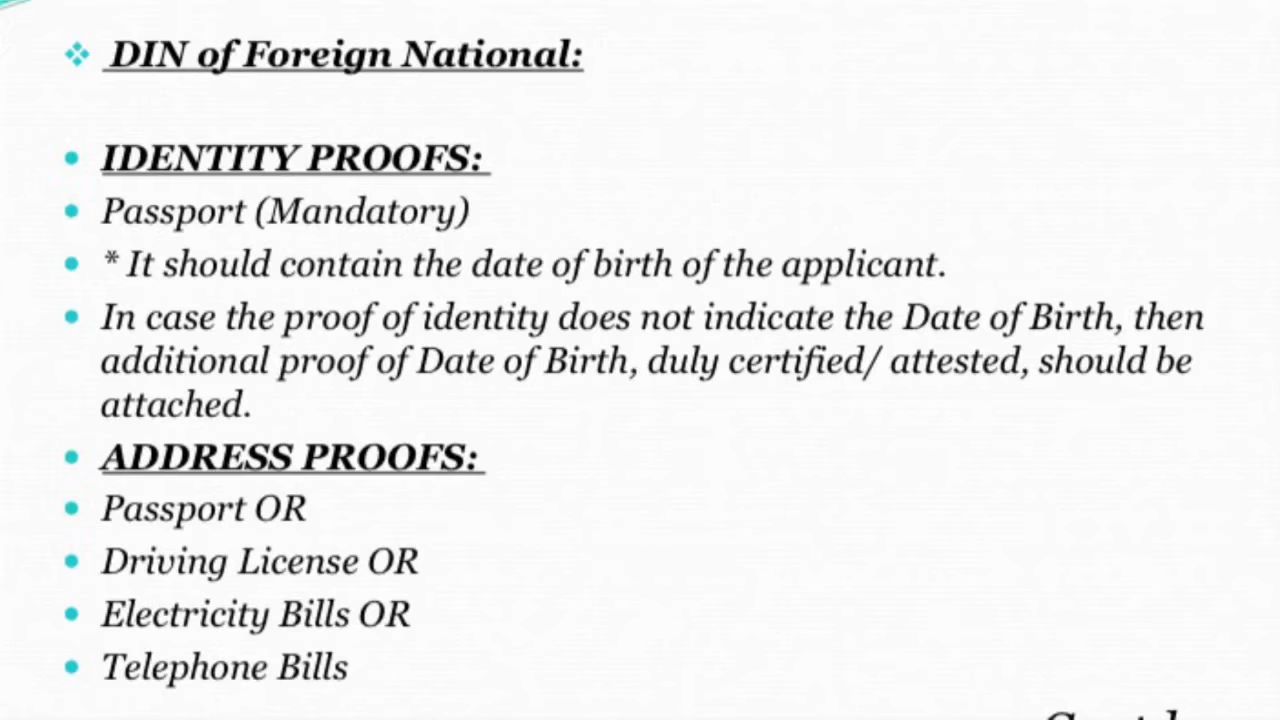 DIN of Foreign National:
IDENTITY PROOFS:
Passport (Mandatory)
* It should contain the date of birth of the applicant.
In case the proof of identity does not indicate the Date of Birth, then
additional proof of Date of Birth, duly certified/ attested, should be
attached.
ADDRESS PROOFS:
Passport OR
Driving License OR
Electricity Bills OR
Telephone Bills